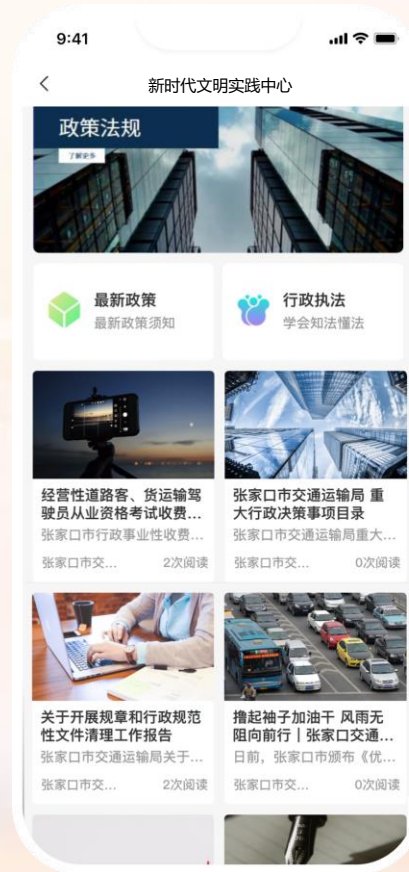 9:41
新时代文明实践中心
政策法规
了解更多
最新政策
最新政策须知
行政执法
学会知法懂法
经营性道路客、货运输驾
驶员从业资格考试收费...
张家口市行政事业性收费...
张家口市交...
2次阅读
张家口市交通运输局 重
大行政决策事项目录
张家口市交通运输局重大...
张家口市交...
0次阅读
关于开展规章和行政规范
性文件清理工作报告
张家口市交通运输局关于...
张家口市交...
2次阅读
撸起袖子加油干 风雨无
阻向前行 | 张家口交通...
日前，张家口市颁布《优...
张家口市交...
0次阅读